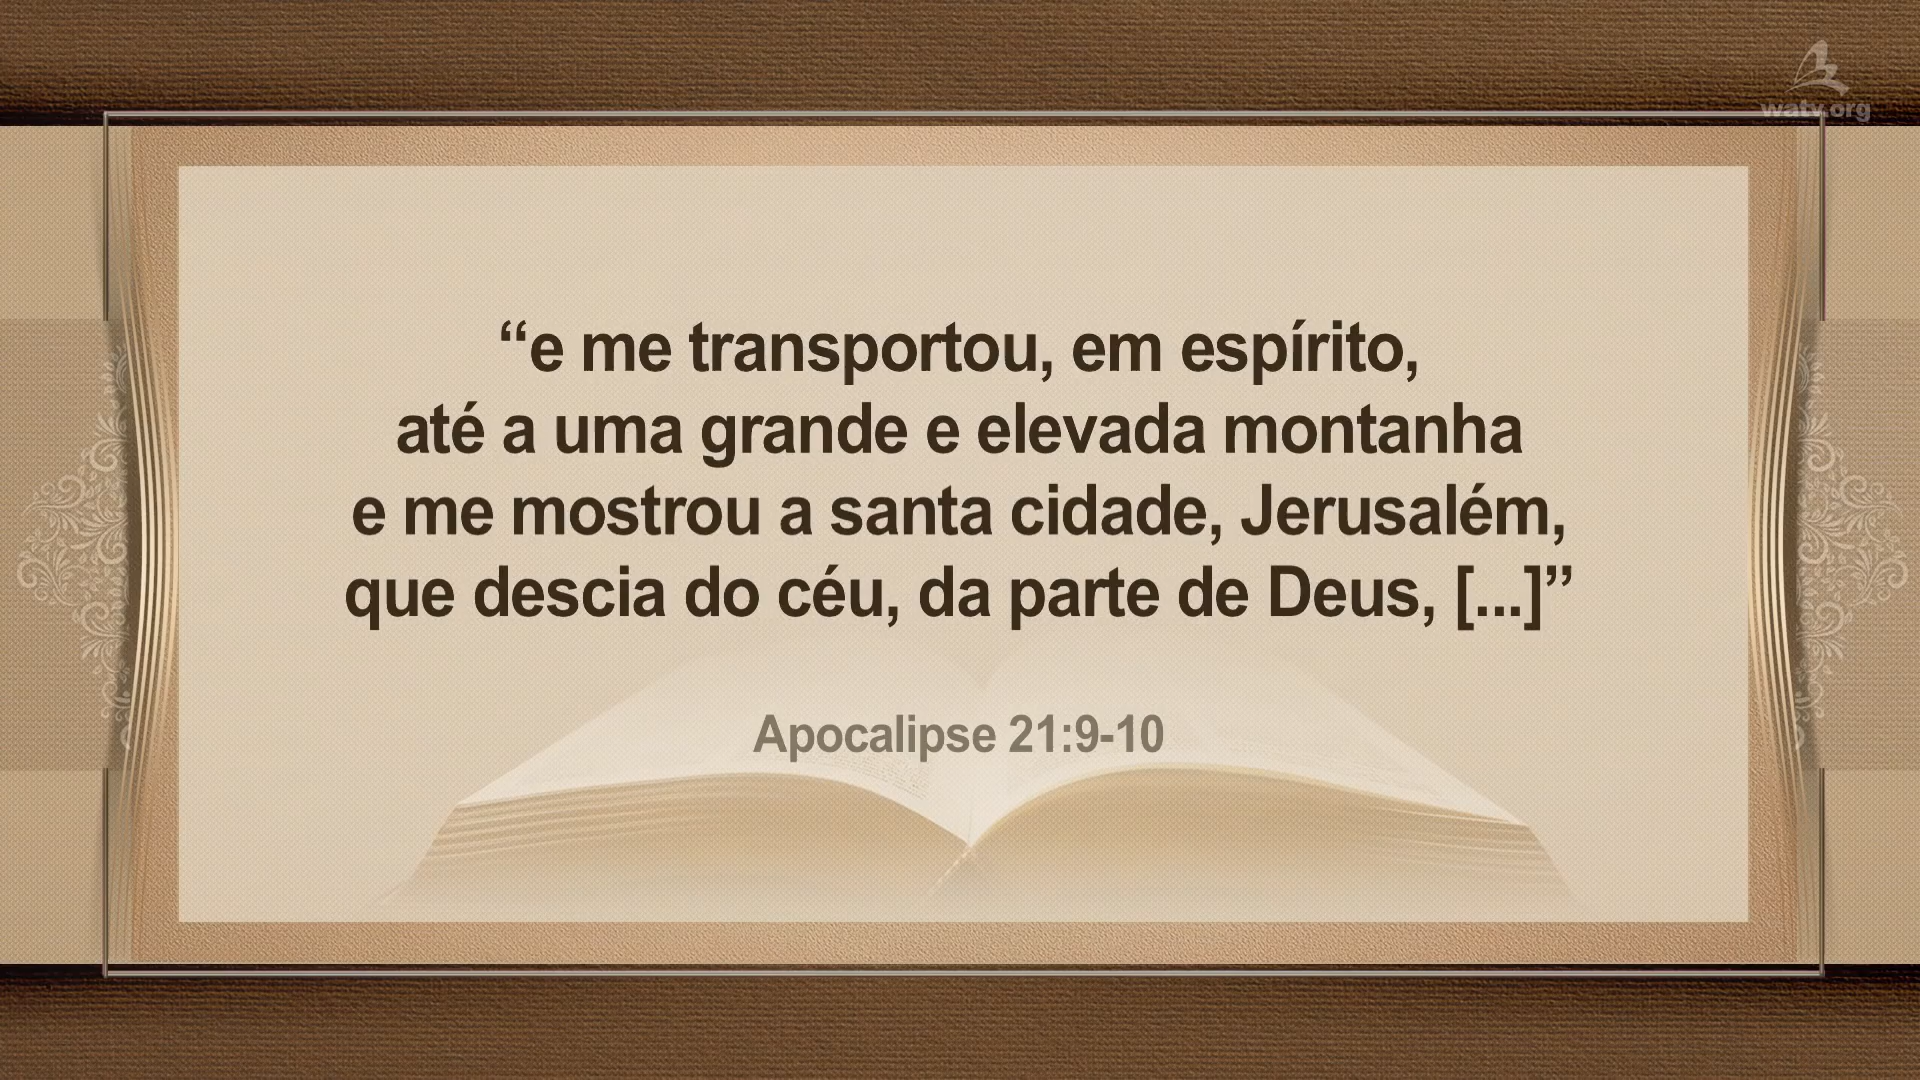 watv.org
“e me transportou, em espírito,
até a uma grande e elevada montanha
e me mostrou a santa cidade, Jerusalém,
que descia do céu, da parte de Deus, [...]”
Apocalipse 21:9-10